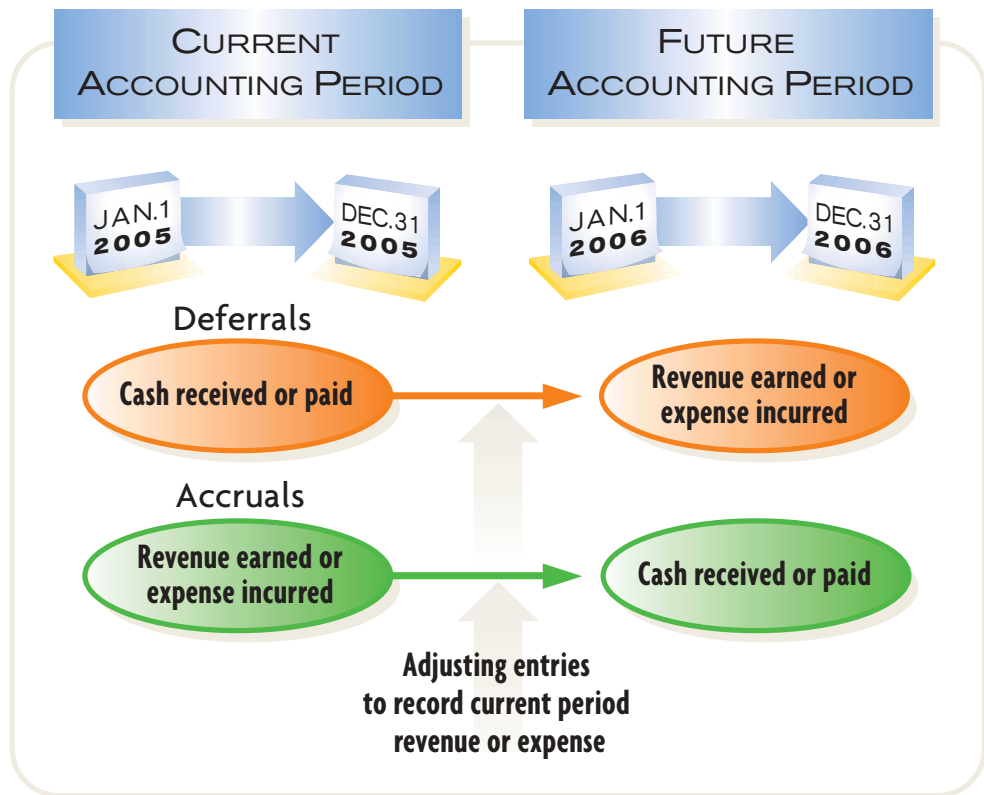 CURRENT
ACCOUNTING PERIOD
FUTURE
ACCOUNTING PERIOD
JAN.1
2005
DEC.31
2005
JAN.1
2006
DEC.31
2006
Deferrals
Cash received or paid
Revenue earned or
expense incurred
Accruals
Revenue earned or
expense incurred
Cash received or paid
Adjusting entries
to record current period
revenue or expense